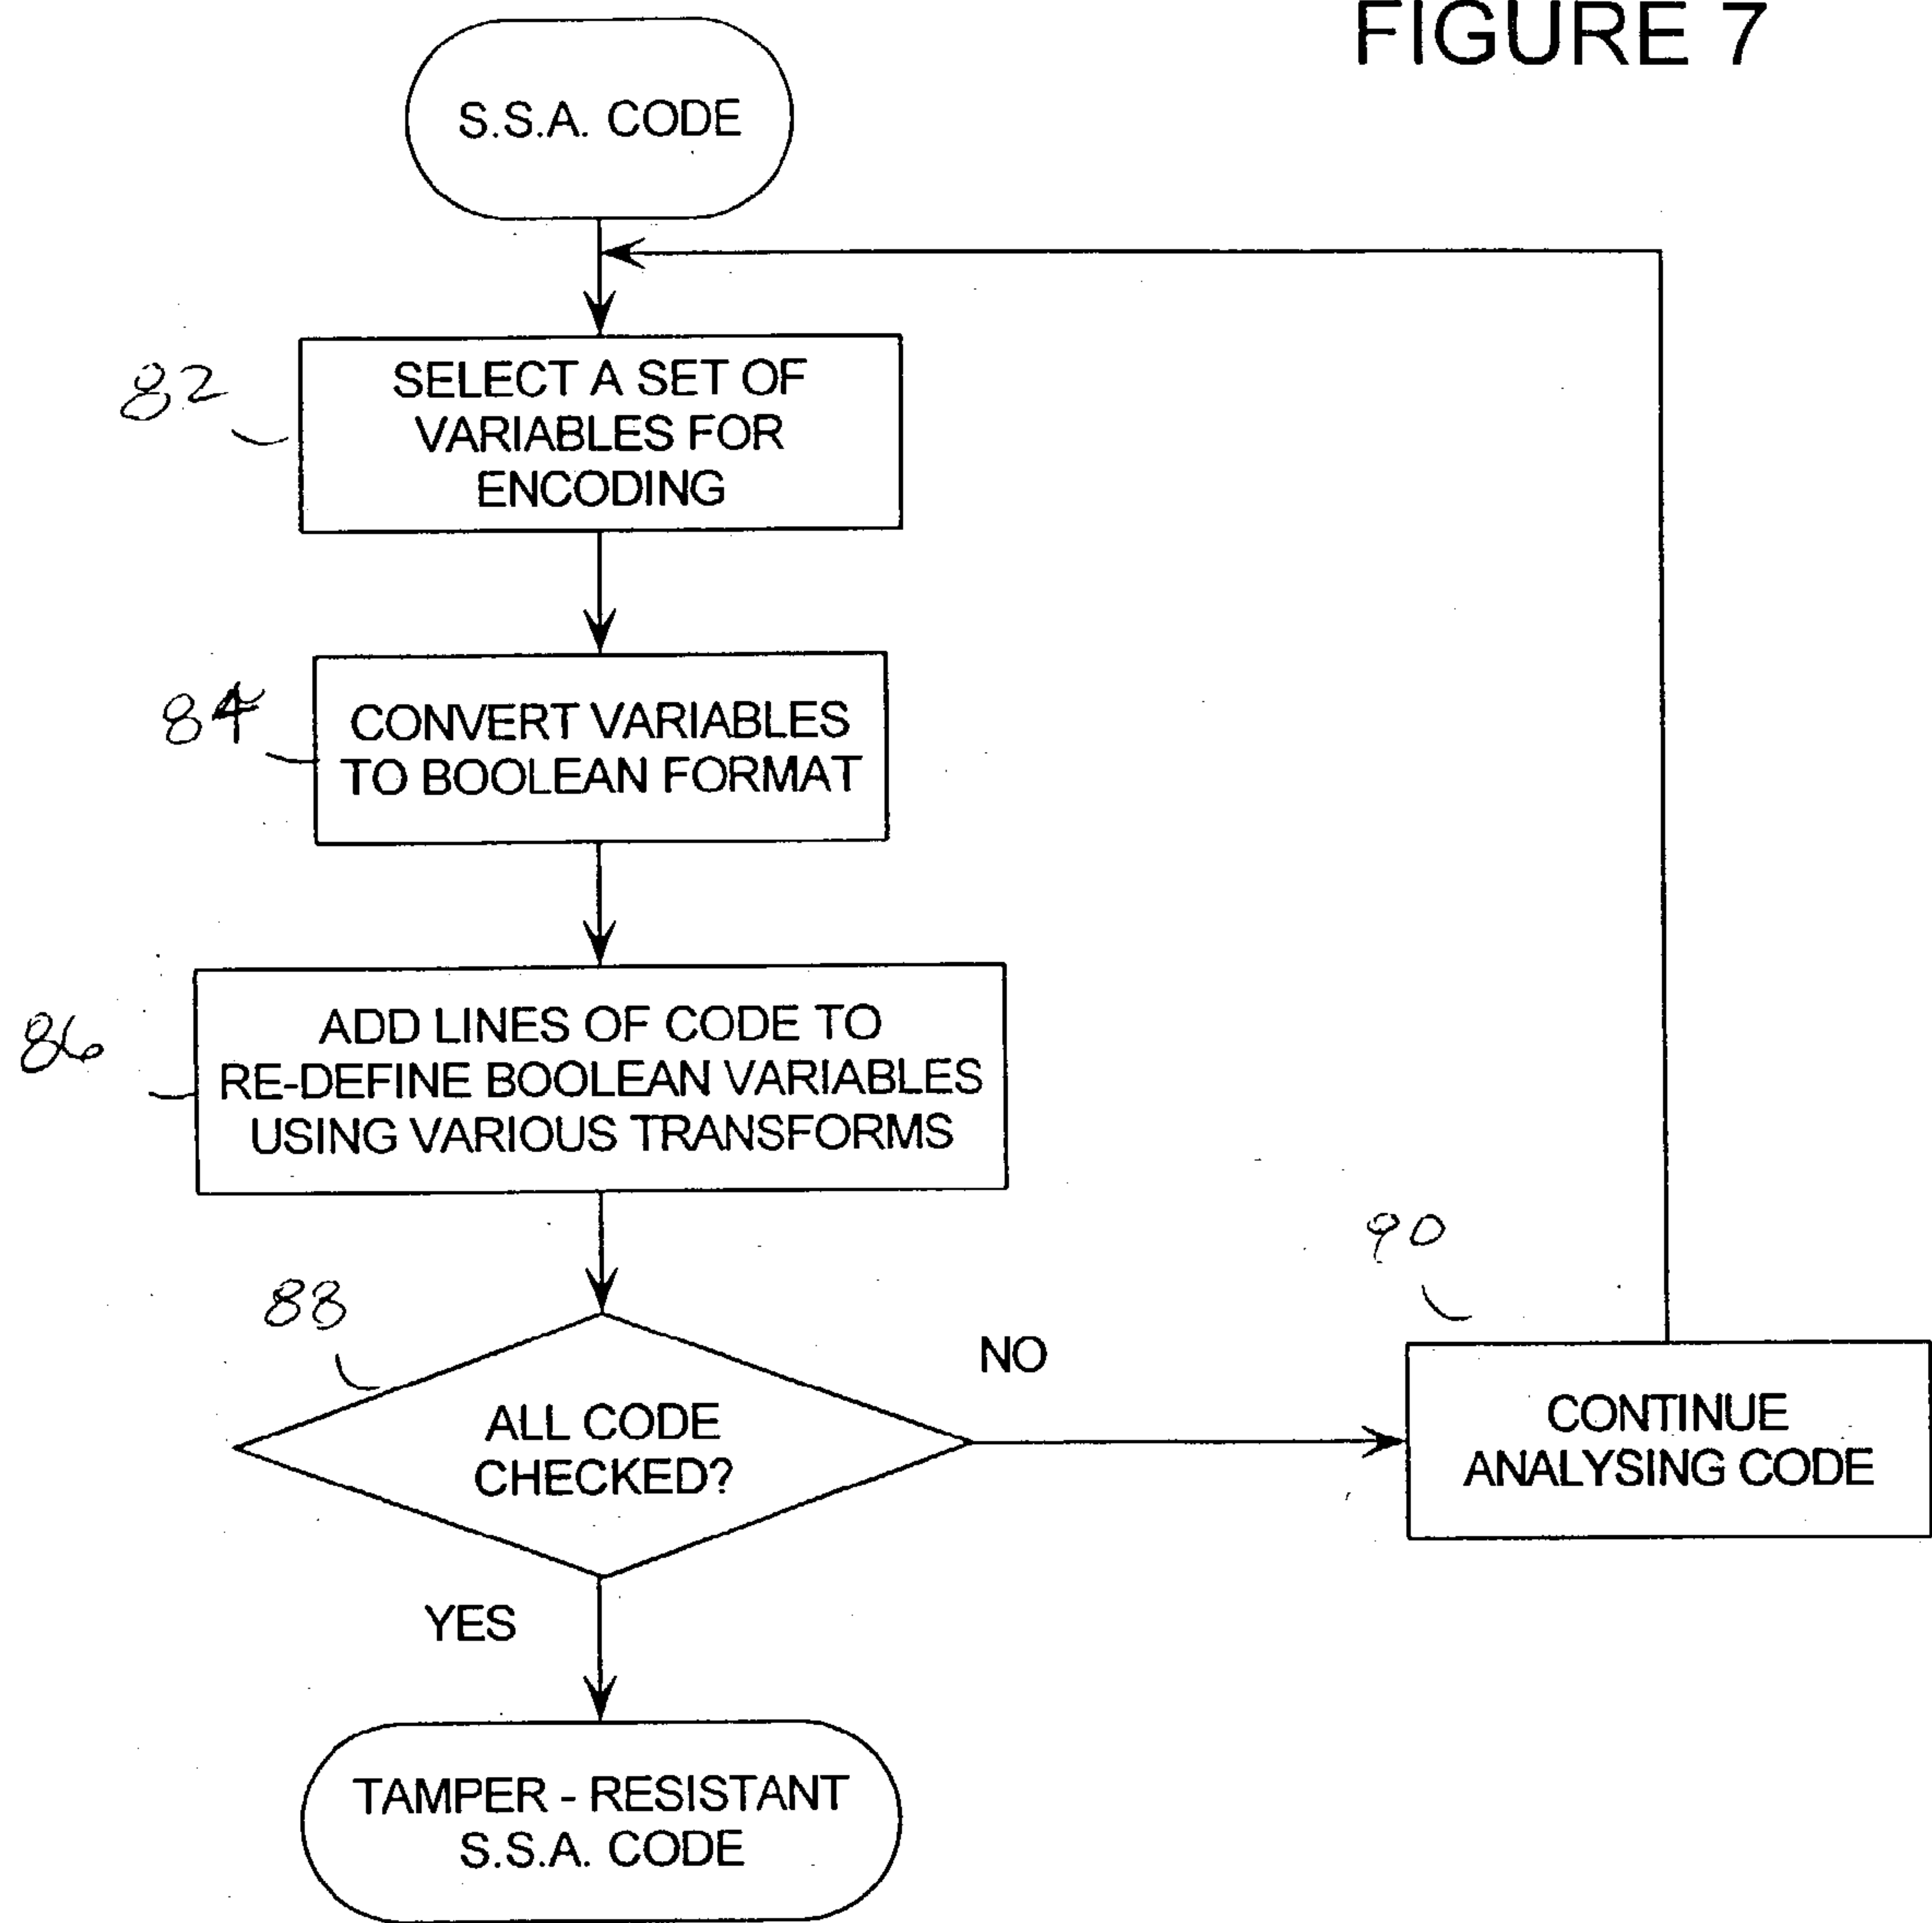 FIGURE 7
S.S.A. CODE
82
SELECT A SET OF
VARIABLES FOR
ENCODING
84
CONVERT VARIABLES
TO BOOLEAN FORMAT
86
ADD LINES OF CODE TO
RE-DEFINE BOOLEAN VARIABLES
USING VARIOUS TRANSFORMS
88
ALL CODE
CHECKED?
NO
90
CONTINUE
ANALYSING CODE
YES
TAMPER - RESISTANT
S.S.A. CODE